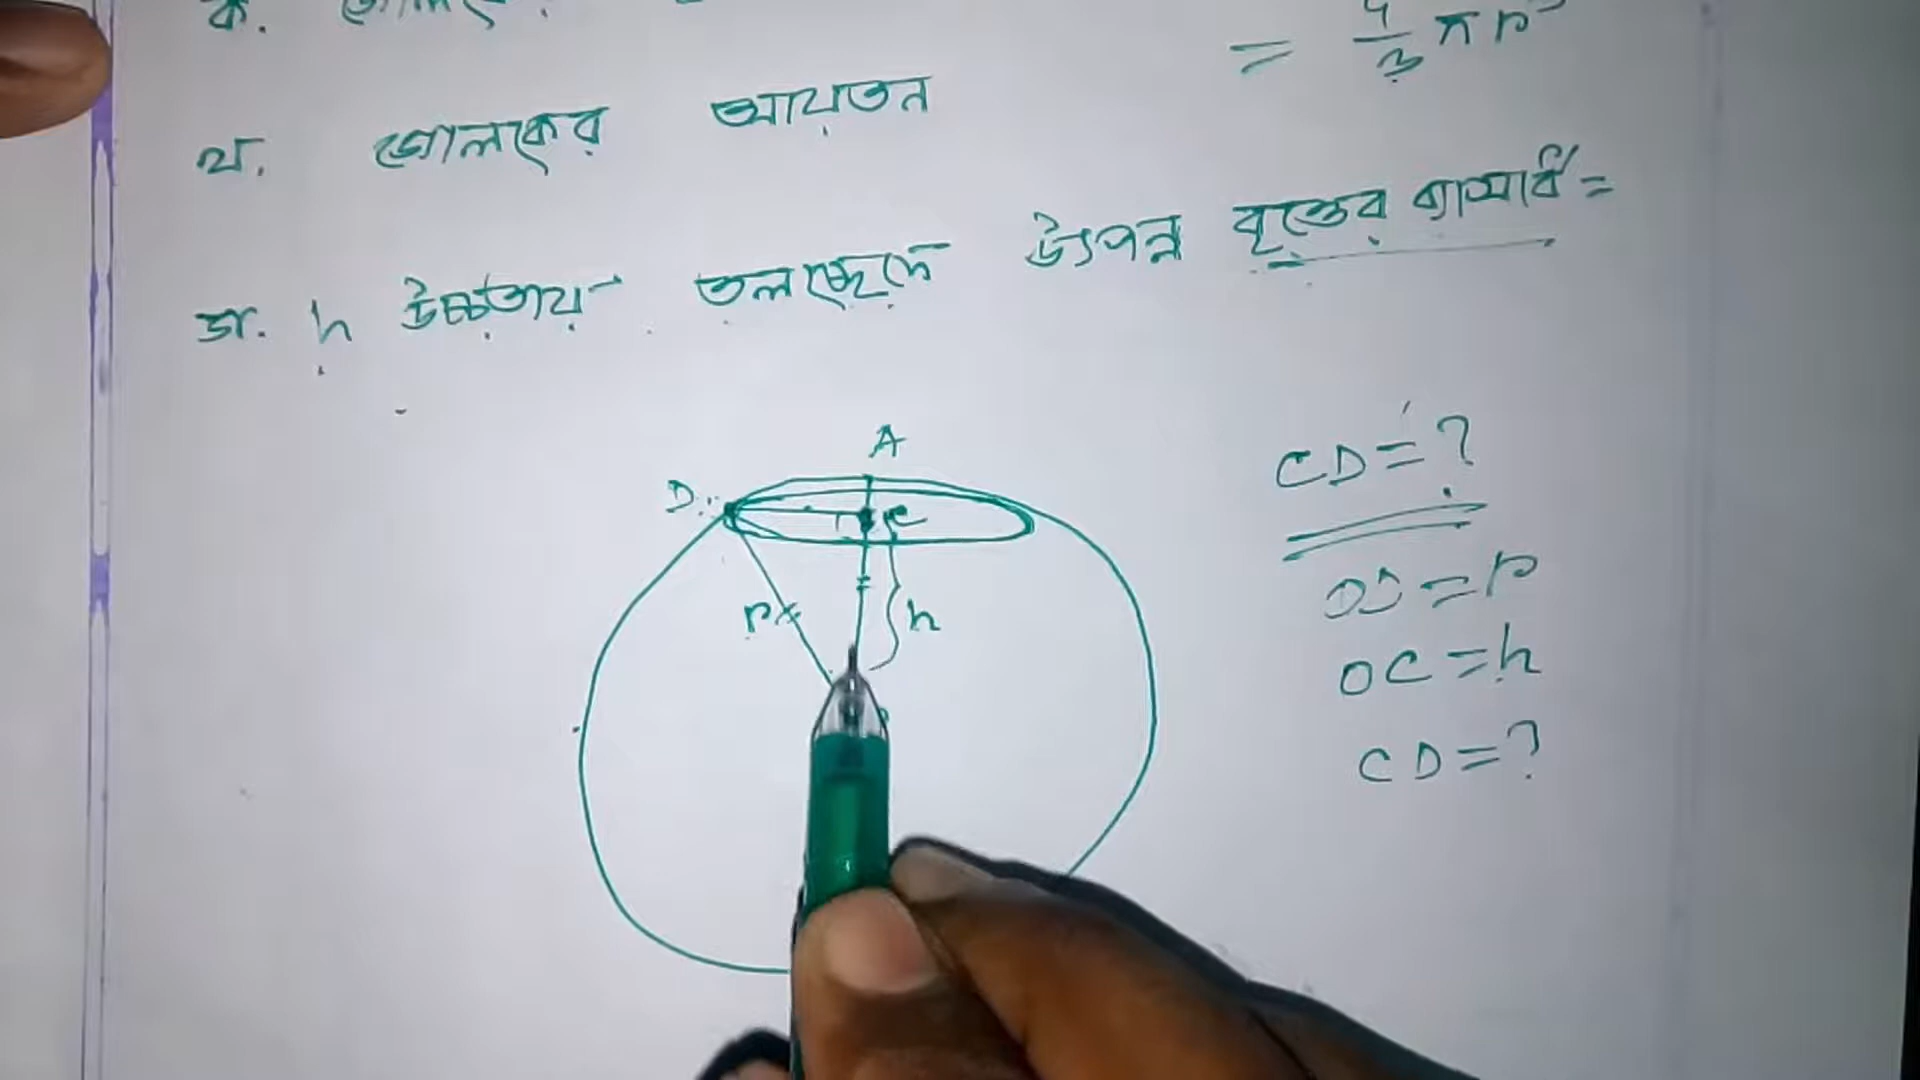 ক.
= 4/3 πr³
খ. গোলকের আয়তন
গ. h উচ্চতায় তলচ্ছেদে উৎপন্ন বৃত্তের ব্যাসার্ধ =
A
D
C
r
h
CD = ?
OD = r
OC = h
CD = ?